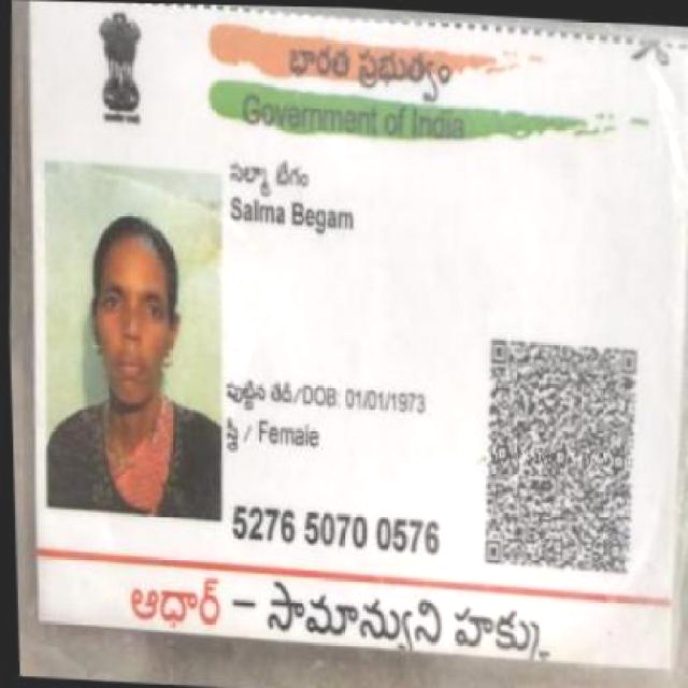 భారత ప్రభుత్వం
Government of India
సల్మా బేగం
Salma Begam
పుట్టిన తేదీ/DOB: 01/01/1973
స్త్రీ / Female
5276 5070 0576
ఆధార్ – సామాన్యుని హక్కు